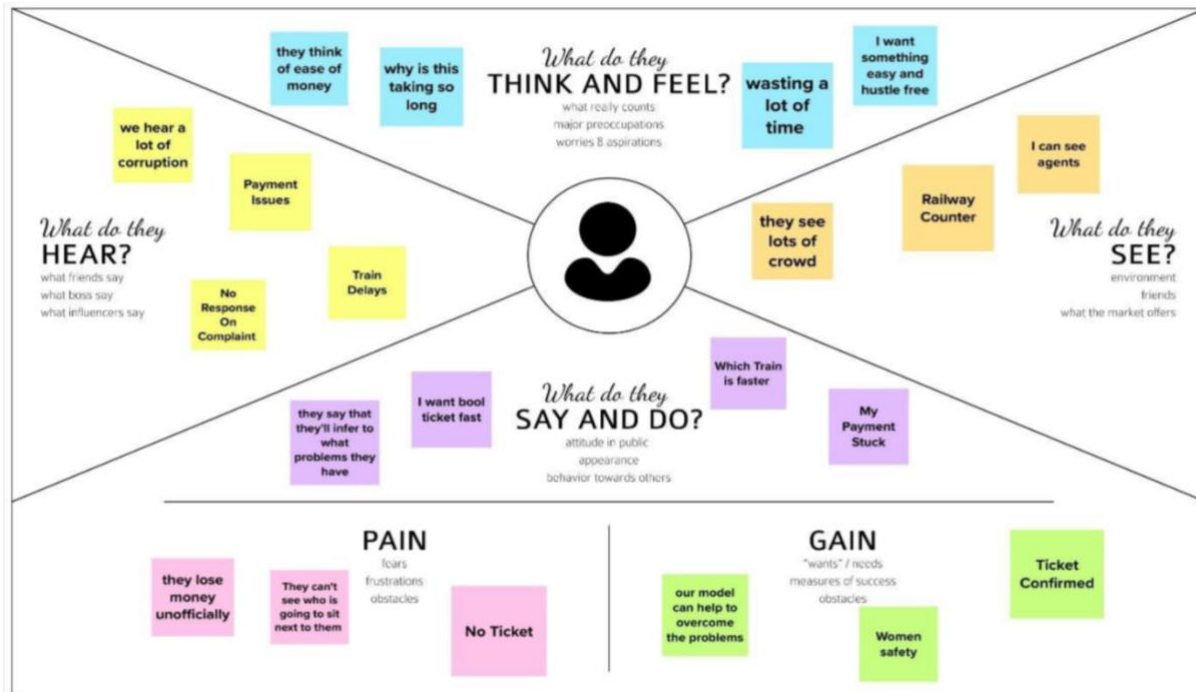 they think
of ease of
money
why is this
taking so
long
What do they
THINK AND FEEL?
what really counts
major preoccupations
worries & aspirations
wasting a
lot of
time
I want
something
easy and
hustle free
we hear a
lot of
corruption
Payment
Issues
What do they
HEAR?
what friends say
what boss say
what influencers say
No
Response
On
Complaint
Train
Delays
they see
lots of
crowd
Railway
Counter
I can see
agents
What do they
SEE?
environment
friends
what the market offers
they say that
they'll infer to
what
problems they
have
I want bool
ticket fast
What do they
SAY AND DO?
attitude in public
appearance
behavior towards others
Which Train
is faster
My
Payment
Stuck
PAIN
fears
frustrations
obstacles
they lose
money
unofficially
They can't
see who is
going to sit
next to them
No Ticket
GAIN
"wants" / needs
measures of success
obstacles
our model
can help to
overcome
the problems
Women
safety
Ticket
Confirmed